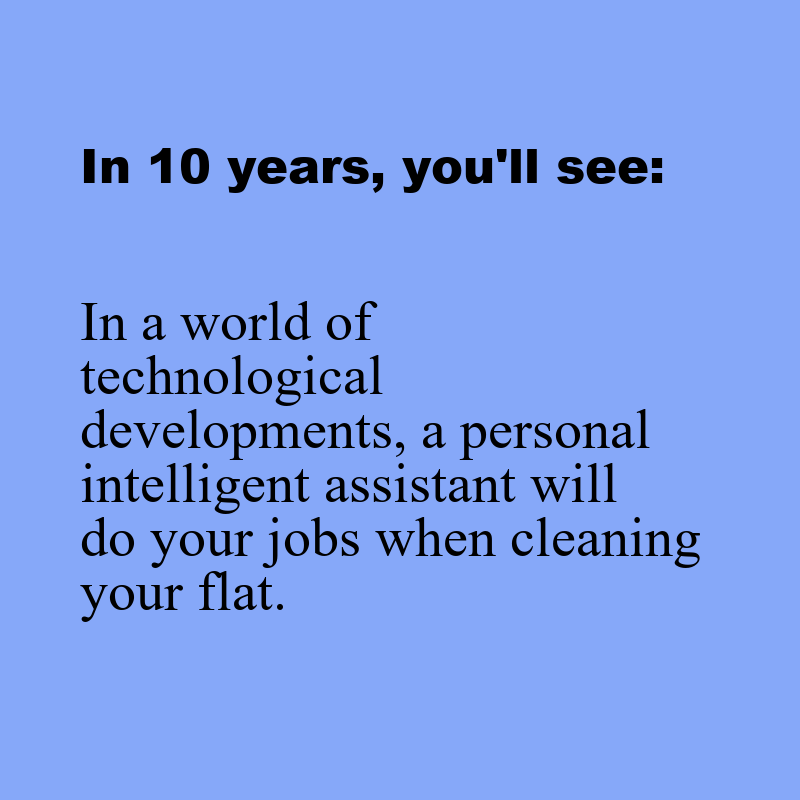 In 10 years, you'll see:
In a world of
technological
developments, a personal
intelligent assistant will
do your jobs when cleaning
your flat.